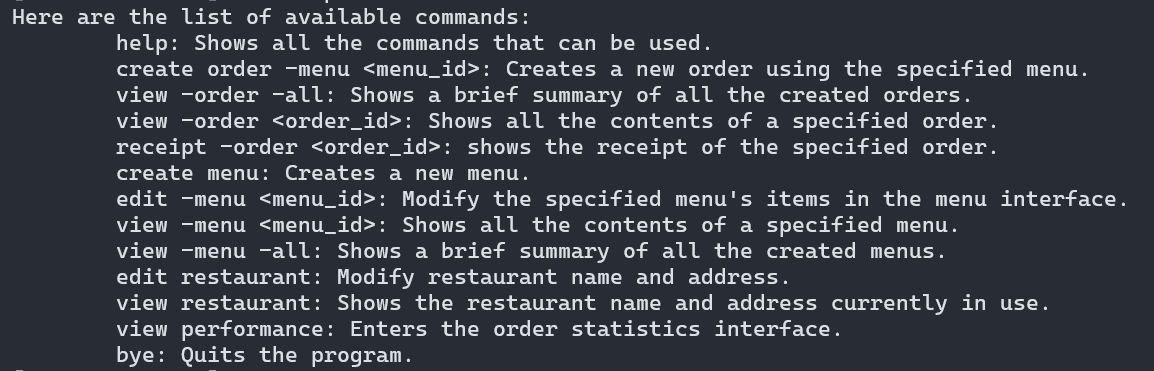 Here are the list of available commands:
help: Shows all the commands that can be used.
create order -menu <menu_id>: Creates a new order using the specified menu.
view -order -all: Shows a brief summary of all the created orders.
view -order <order_id>: Shows all the contents of a specified order.
receipt -order <order_id>: shows the receipt of the specified order.
create menu: Creates a new menu.
edit -menu <menu_id>: Modify the specified menu's items in the menu interface.
view -menu <menu_id>: Shows all the contents of a specified menu.
view -menu -all: Shows a brief summary of all the created menus.
edit restaurant: Modify restaurant name and address.
view restaurant: Shows the restaurant name and address currently in use.
view performance: Enters the order statistics interface.
bye: Quits the program.